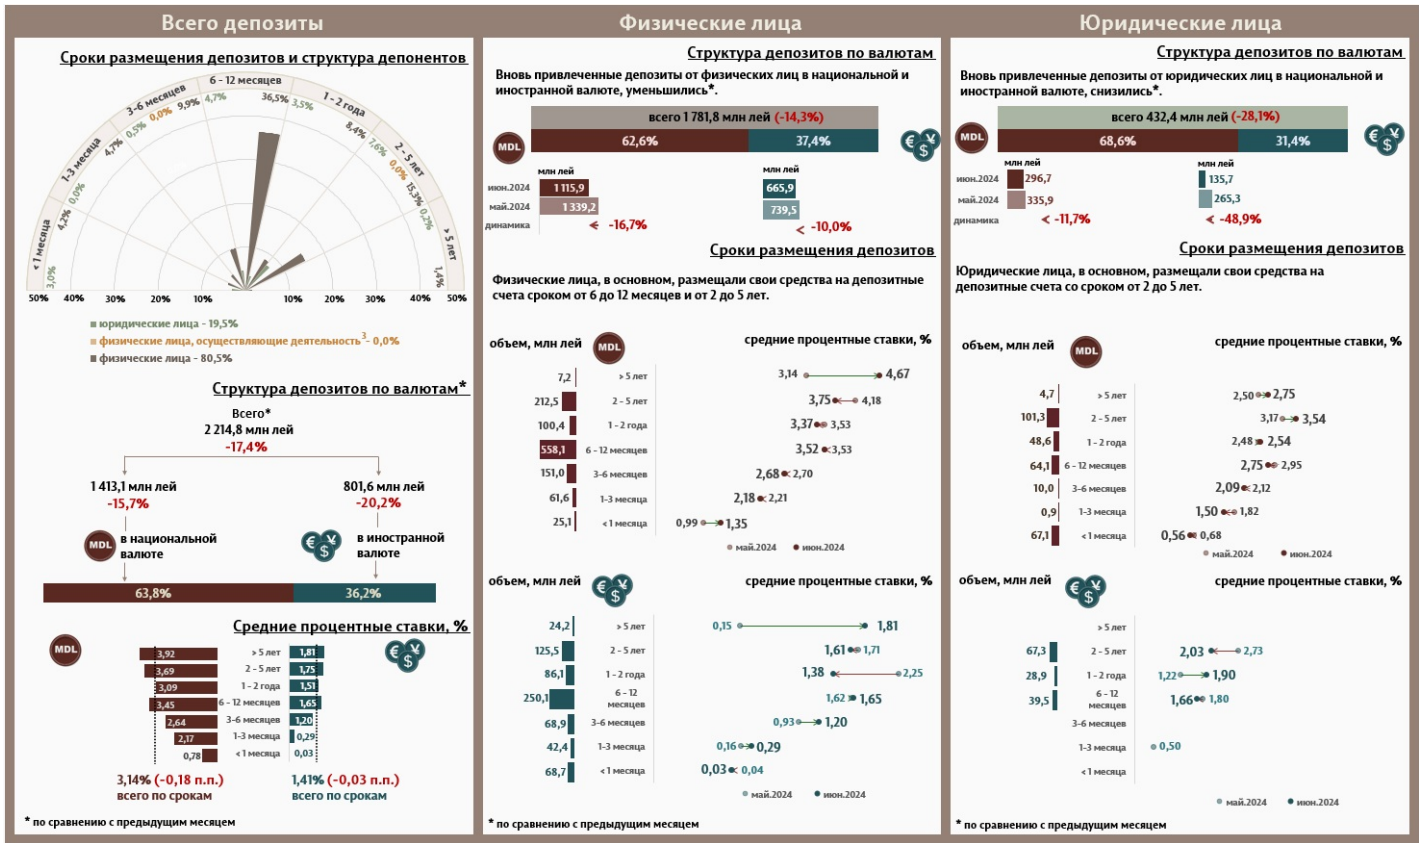 Всего депозиты
Сроки размещения депозитов и структура депонентов
< 1 месяца
1-3 месяца
3-6 месяцев
6 - 12 месяцев
1 - 2 года
2 - 5 лет
> 5 лет
3,0%
4,2%
0,0%
4,7%
0,5%
0,0%
9,9%
4,7%
36,5%
3,5%
8,4%
7,6%
0,0%
15,3%
0,2%
1,4%
50% 40% 30% 20% 10% 10% 20% 30% 40% 50%
юридические лица - 19,5%
физические лица, осуществляющие деятельность 3 - 0,0%
физические лица - 80,5%
Структура депозитов по валютам*
Всего*
2 214,8 млн лей
-17,4%
1 413,1 млн лей
-15,7%
801,6 млн лей
-20,2%
MDL
в национальной
валюте
€ ¥ $
в иностранной
валюте
63,8% 36,2%
Средние процентные ставки, %
MDL
€ ¥ $
3,92 > 5 лет 1,81
3,69 2 - 5 лет 1,75
3,09 1 - 2 года 1,51
3,45 6 - 12 месяцев 1,65
2,64 3-6 месяцев 1,20
2,17 1-3 месяца 0,29
0,78 < 1 месяца 0,03
3,14% (-0,18 п.п.)
всего по срокам
1,41% (-0,03 п.п.)
всего по срокам
* по сравнению с предыдущим месяцем
Физические лица
Структура депозитов по валютам
Вновь привлеченные депозиты от физических лиц в национальной и
иностранной валюте, уменьшились*.
всего 1 781,8 млн лей (-14,3%)
MDL 62,6% 37,4% € ¥ $
млн лей млн лей
июн.2024 1 115,9 665,9
май.2024 1 339,2 739,5
динамика -16,7% -10,0%
Сроки размещения депозитов
Физические лица, в основном, размещали свои средства на депозитные
счета сроком от 6 до 12 месяцев и от 2 до 5 лет.
объем, млн лей MDL средние процентные ставки, %
7,2 > 5 лет 3,14 4,67
212,5 2 - 5 лет 3,75 4,18
100,4 1 - 2 года 3,37 3,53
558,1 6 - 12 месяцев 3,52 3,53
151,0 3-6 месяцев 2,68 2,70
61,6 1-3 месяца 2,18 2,21
25,1 < 1 месяца 0,99 1,35
май.2024 июн.2024
объем, млн лей € ¥ $ средние процентные ставки, %
24,2 > 5 лет 0,15 1,81
125,5 2 - 5 лет 1,61 1,71
86,1 1 - 2 года 1,38 2,25
250,1 6 - 12
месяцев 1,62 1,65
68,9 3-6 месяцев 0,93 1,20
42,4 1-3 месяца 0,16 0,29
68,7 < 1 месяца 0,03 0,04
май.2024 июн.2024
* по сравнению с предыдущим месяцем
Юридические лица
Структура депозитов по валютам
Вновь привлеченные депозиты от юридических лиц в национальной и
иностранной валюте, снизились*.
всего 432,4 млн лей (-28,1%)
MDL 68,6% 31,4% € ¥ $
млн лей млн лей
июн.2024 296,7 135,7
май.2024 335,9 265,3
динамика -11,7% -48,9%
Сроки размещения депозитов
Юридические лица, в основном, размещали свои средства на
депозитные счета со сроком от 2 до 5 лет.
объем, млн лей MDL средние процентные ставки, %
4,7 > 5 лет 2,50 2,75
101,3 2 - 5 лет 3,17 3,54
48,6 1 - 2 года 2,48 2,54
64,1 6 - 12 месяцев 2,75 2,95
10,0 3-6 месяцев 2,09 2,12
0,9 1-3 месяца 1,50 1,82
67,1 < 1 месяца 0,56 0,68
май.2024 июн.2024
объем, млн лей € ¥ $ средние процентные ставки, %
> 5 лет
67,3 2 - 5 лет 2,03 2,73
28,9 1 - 2 года 1,22 1,90
39,5 6 - 12
месяцев 1,66 1,80
3-6 месяцев
1-3 месяца 0,50
< 1 месяца
май.2024 июн.2024
* по сравнению с предыдущим месяцем